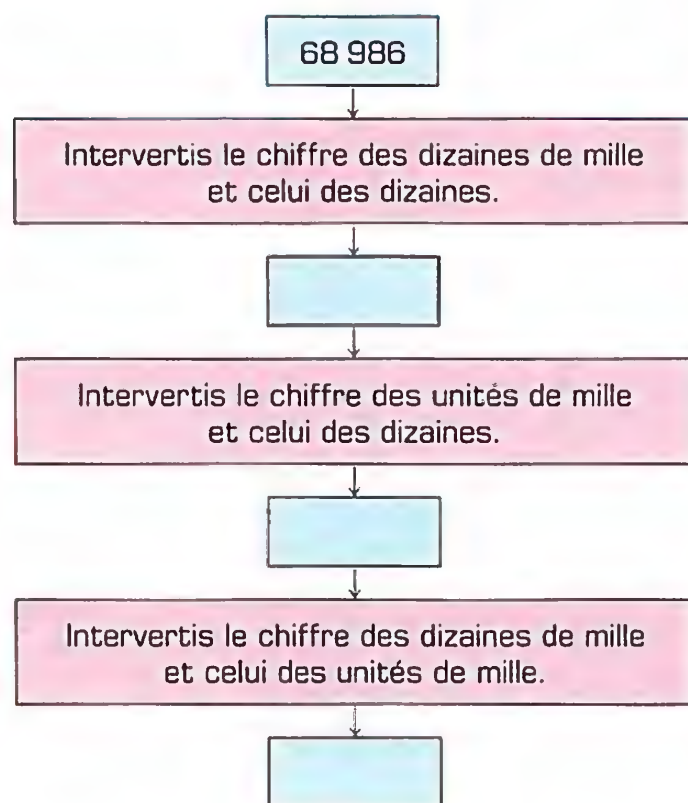 68 986
Intervertis le chiffre des dizaines de mille
et celui des dizaines.
Intervertis le chiffre des unités de mille
et celui des dizaines.
Intervertis le chiffre des dizaines de mille
et celui des unités de mille.